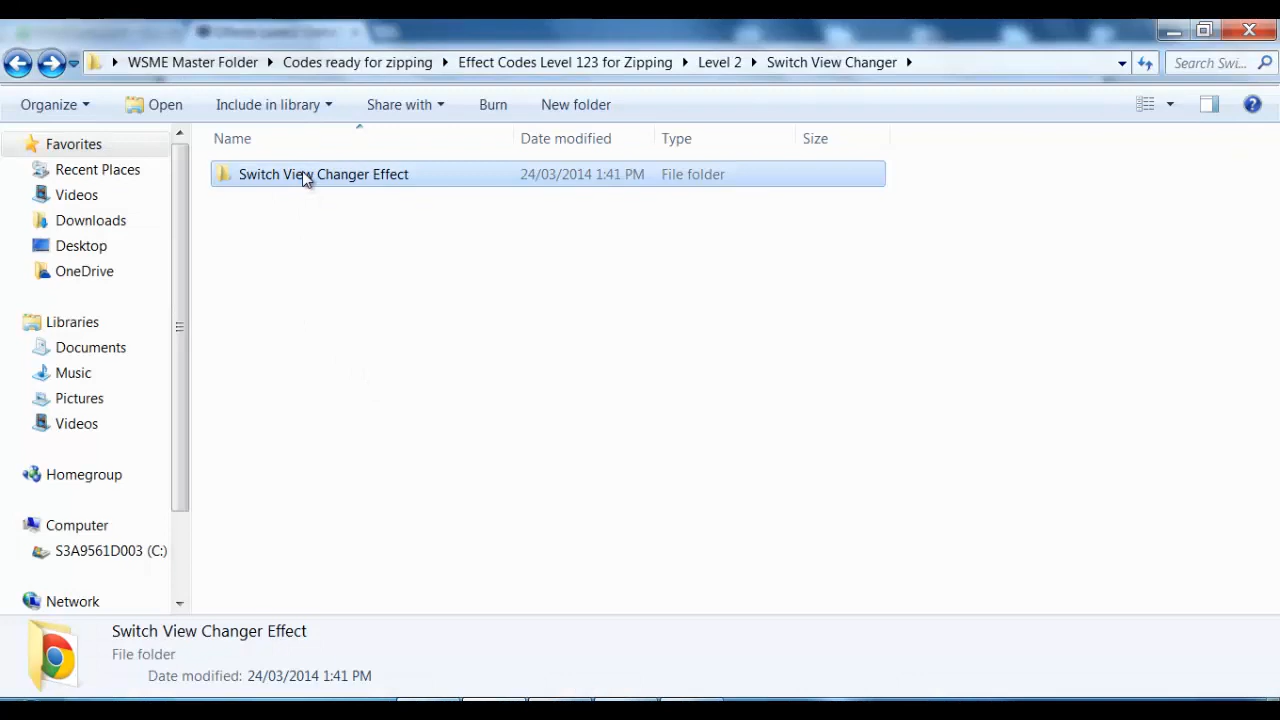 WSME Master Folder Codes ready for zipping Effect Codes Level 123 for Zipping Level 2 Switch View Changer Search Swi...
Organize Open Include in library Share with Burn New folder
Name Date modified Type Size
Switch View Changer Effect 24/03/2014 1:41 PM File folder
Favorites
Recent Places
Videos
Downloads
Desktop
OneDrive
Libraries
Documents
Music
Pictures
Videos
Homegroup
Computer
S3A9561D003 (C:)
Network
Switch View Changer Effect
File folder
Date modified: 24/03/2014 1:41 PM